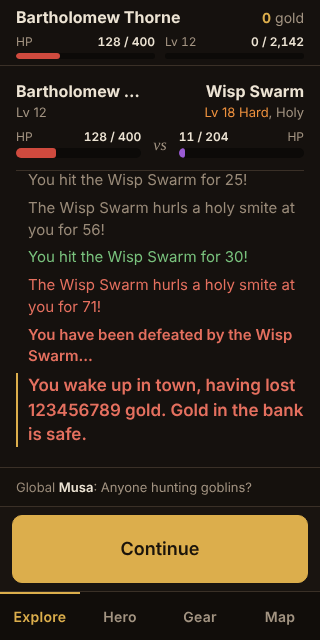 Bartholomew Thorne 0 gold
HP 128 / 400 Lv 12 0 / 2,142
Bartholomew ... Wisp Swarm
Lv 12 Lv 18 Hard, Holy
HP 128 / 400 vs 11 / 204 HP
You hit the Wisp Swarm for 25!
The Wisp Swarm hurls a holy smite at
you for 56!
You hit the Wisp Swarm for 30!
The Wisp Swarm hurls a holy smite at
you for 71!
You have been defeated by the Wisp
Swarm...
You wake up in town, having lost
123456789 gold. Gold in the bank
is safe.
Global Musa: Anyone hunting goblins?
Continue
Explore Hero Gear Map